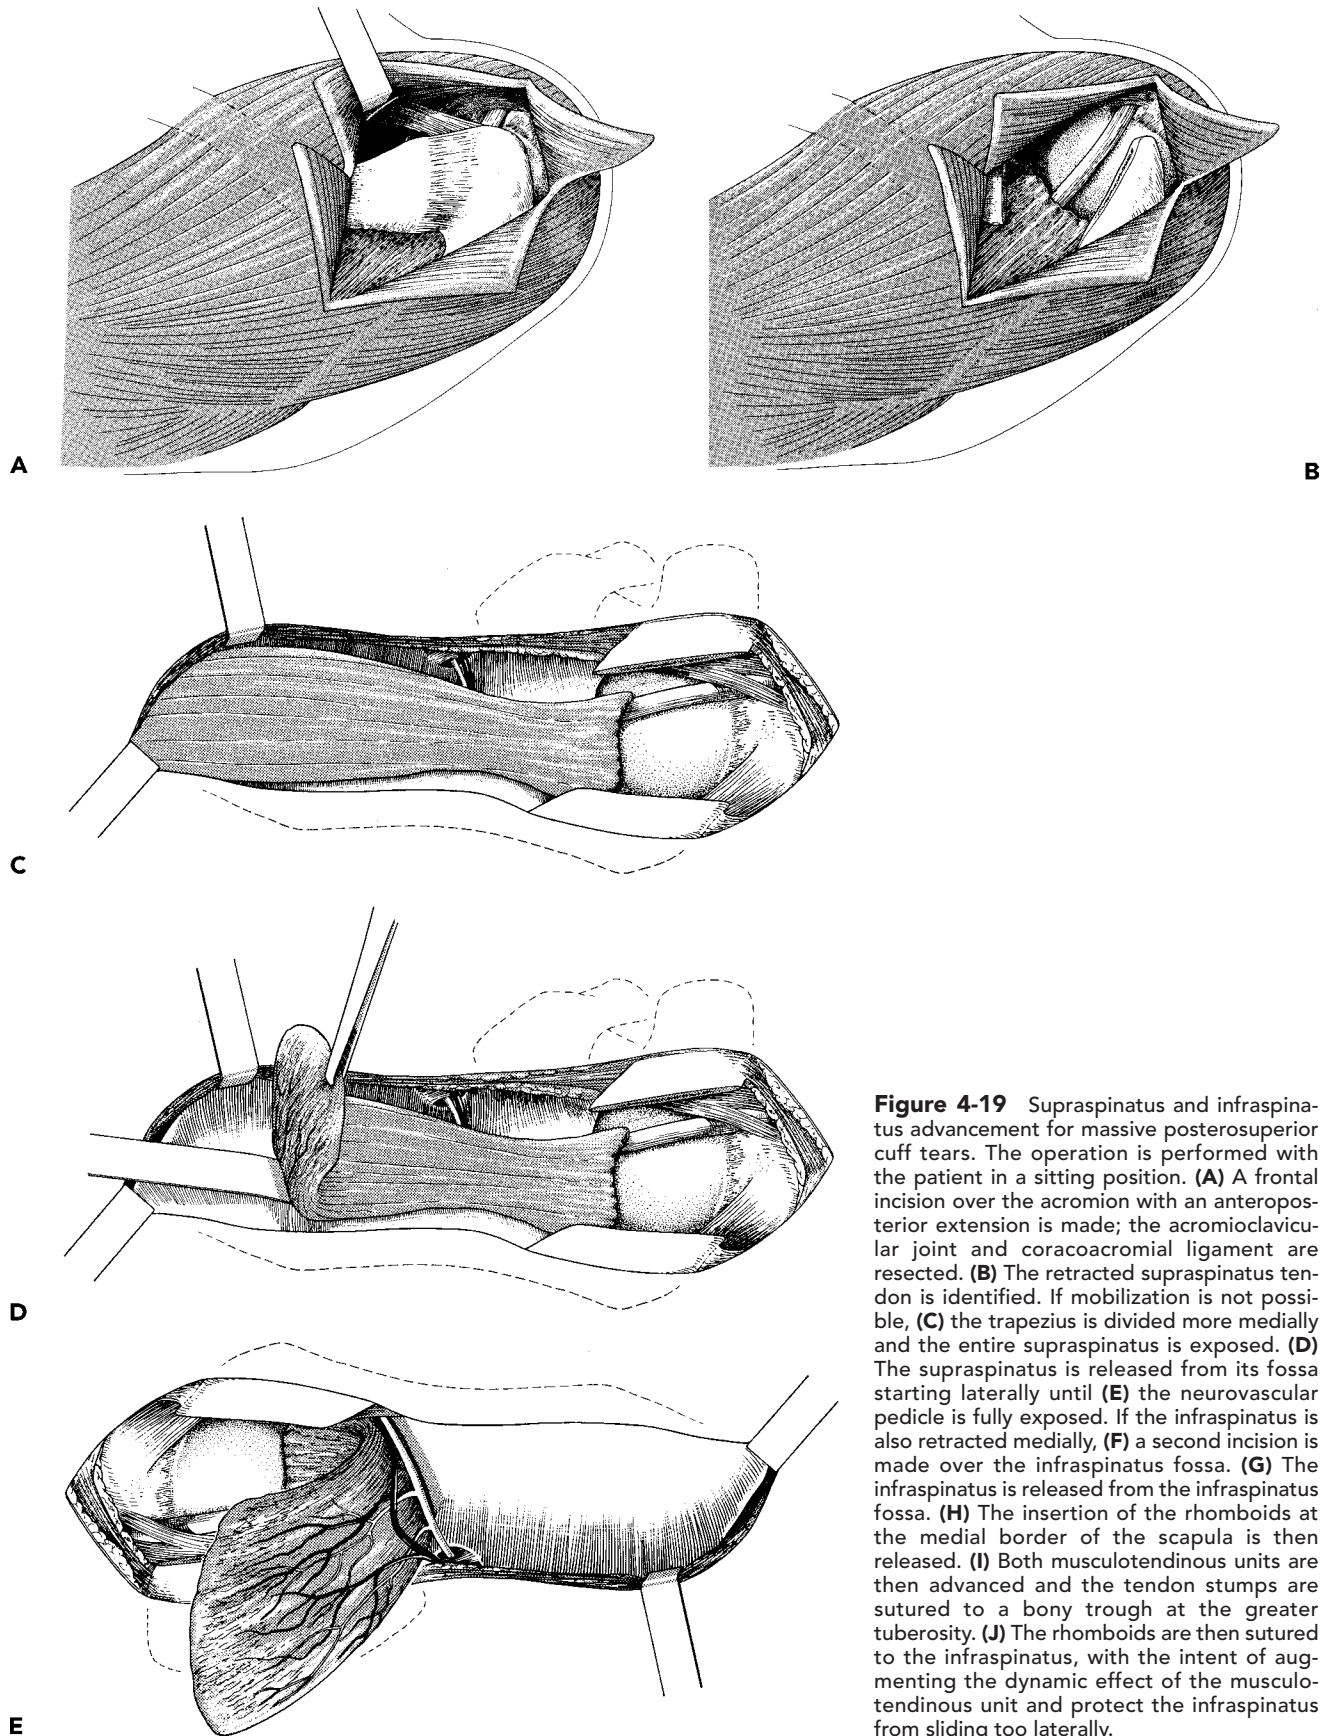 A
B
C
D
E
Figure 4-19 Supraspinatus and infraspina-
tus advancement for massive posterosuperior
cuff tears. The operation is performed with
the patient in a sitting position. (A) A frontal
incision over the acromion with an anteropos-
terior extension is made; the acromioclavicu-
lar joint and coracoacromial ligament are
resected. (B) The retracted supraspinatus ten-
don is identified. If mobilization is not possi-
ble, (C) the trapezius is divided more medially
and the entire supraspinatus is exposed. (D)
The supraspinatus is released from its fossa
starting laterally until (E) the neurovascular
pedicle is fully exposed. If the infraspinatus is
also retracted medially, (F) a second incision is
made over the infraspinatus fossa. (G) The
infraspinatus is released from the infraspinatus
fossa. (H) The insertion of the rhomboids at
the medial border of the scapula is then
released. (I) Both musculotendinous units are
then advanced and the tendon stumps are
sutured to a bony trough at the greater
tuberosity. (J) The rhomboids are then sutured
to the infraspinatus, with the intent of aug-
menting the dynamic effect of the musculo-
tendinous unit and protect the infraspinatus
from sliding too laterally.